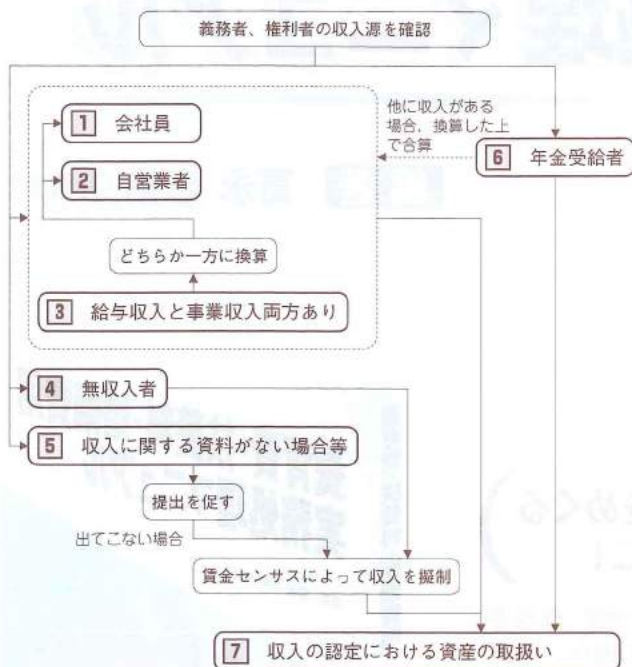 義務者、権利者の収入源を確認
1 会社員
2 自営業者
どちらか一方に換算
3 給与収入と事業収入両方あり
他に収入がある
場合、換算した上
で合算
6 年金受給者
4 無収入者
5 収入に関する資料がない場合等
提出を促す
出てこない場合
賃金センサスによって収入を擬制
7 収入の認定における資産の取扱い